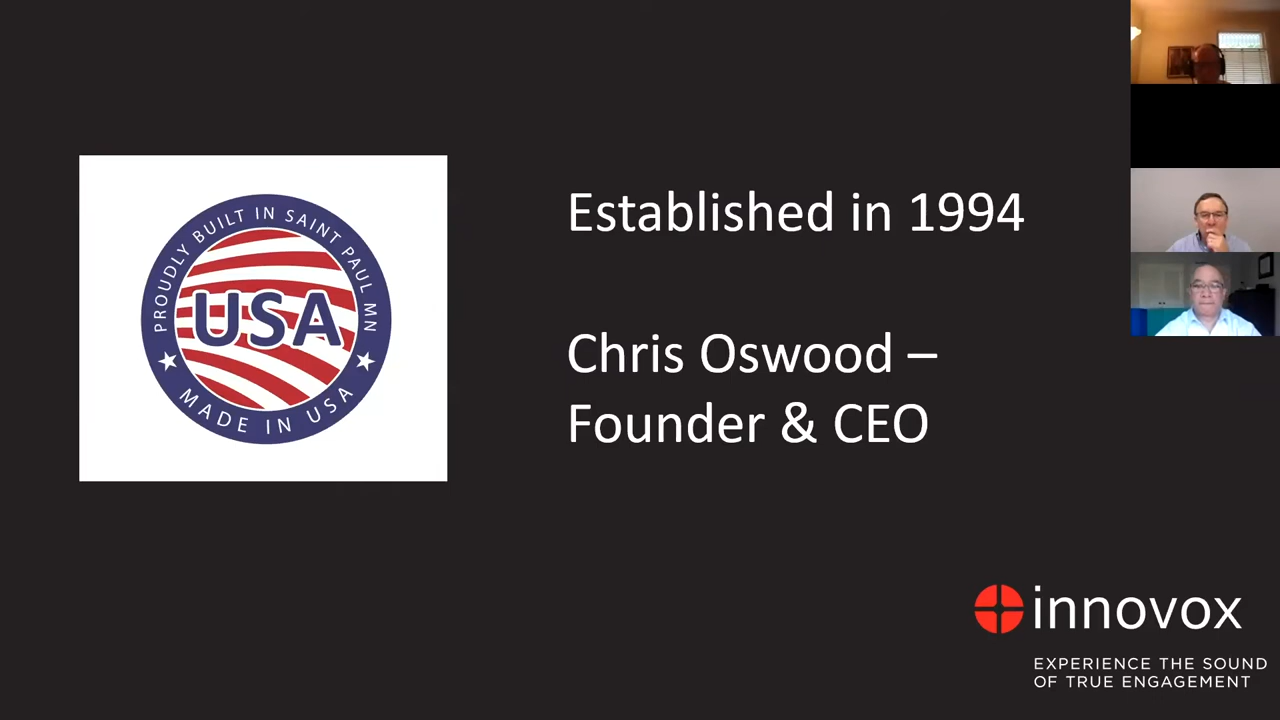 PROUDLY BUILT IN SAINT PAUL MN
USA
MADE IN USA
Established in 1994
Chris Oswood –
Founder & CEO
innovox
EXPERIENCE THE SOUND
OF TRUE ENGAGEMENT